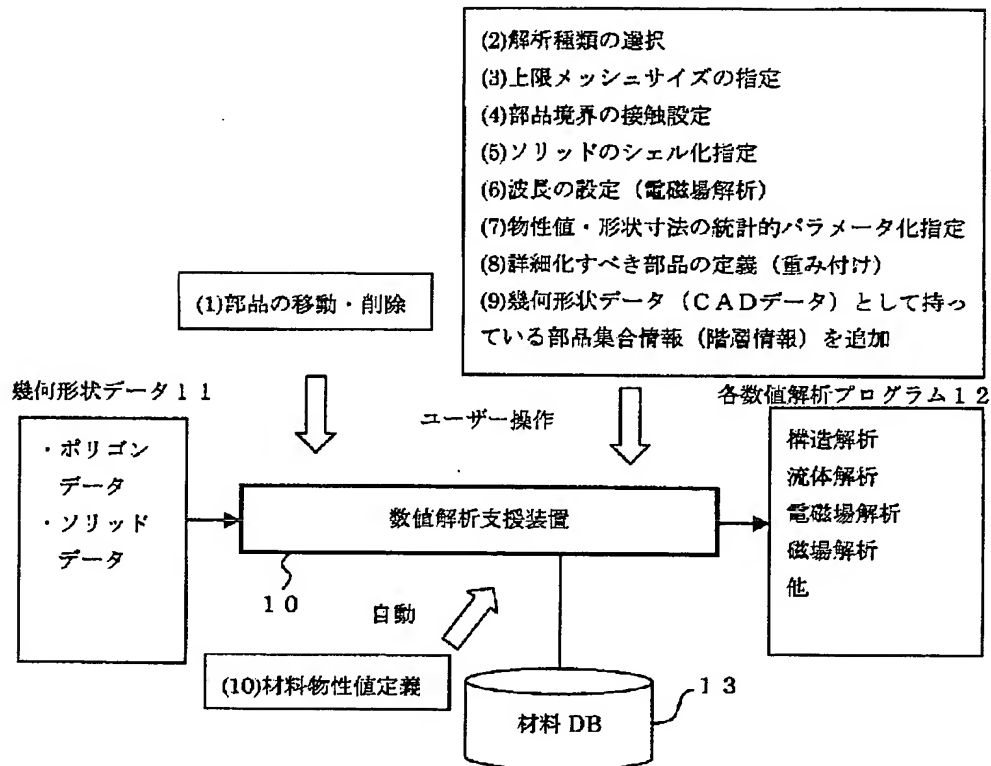 (2)解析種類の選択
(3)上限メッシュサイズの指定
(4)部品境界の接触設定
(5)ソリッドのシェル化指定
(6)波長の設定（電磁場解析）
(7)物性値・形状寸法の統計的パラメータ化指定
(8)詳細化すべき部品の定義（重み付け）
(9)幾何形状データ（ＣＡＤデータ）として持っ
ている部品集合情報（階層情報）を追加
(1)部品の移動・削除
幾何形状データ１１
ユーザー操作
各数値解析プログラム１２
・ポリゴン
データ
・ソリッド
データ
数値解析支援装置
構造解析
流体解析
電磁場解析
磁場解析
他
１０
自動
(10)材料物性値定義
１３
材料 DB